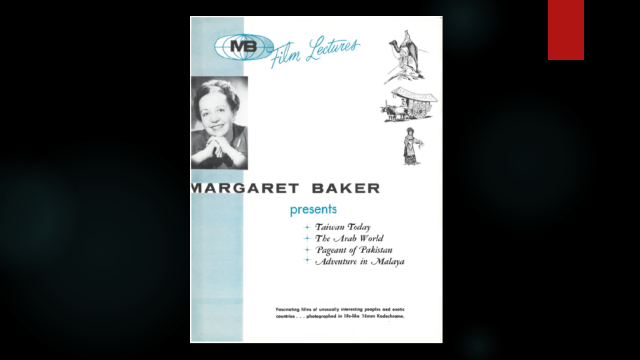 MB
Film Lectures
MARGARET BAKER
presents
Taiwan Today
The Arab World
Pageant of Pakistan
Adventure in Malaya
Fascinating films of unusually interesting peoples and exotic
countries . . . photographed in life-like 16mm Kodachrome.